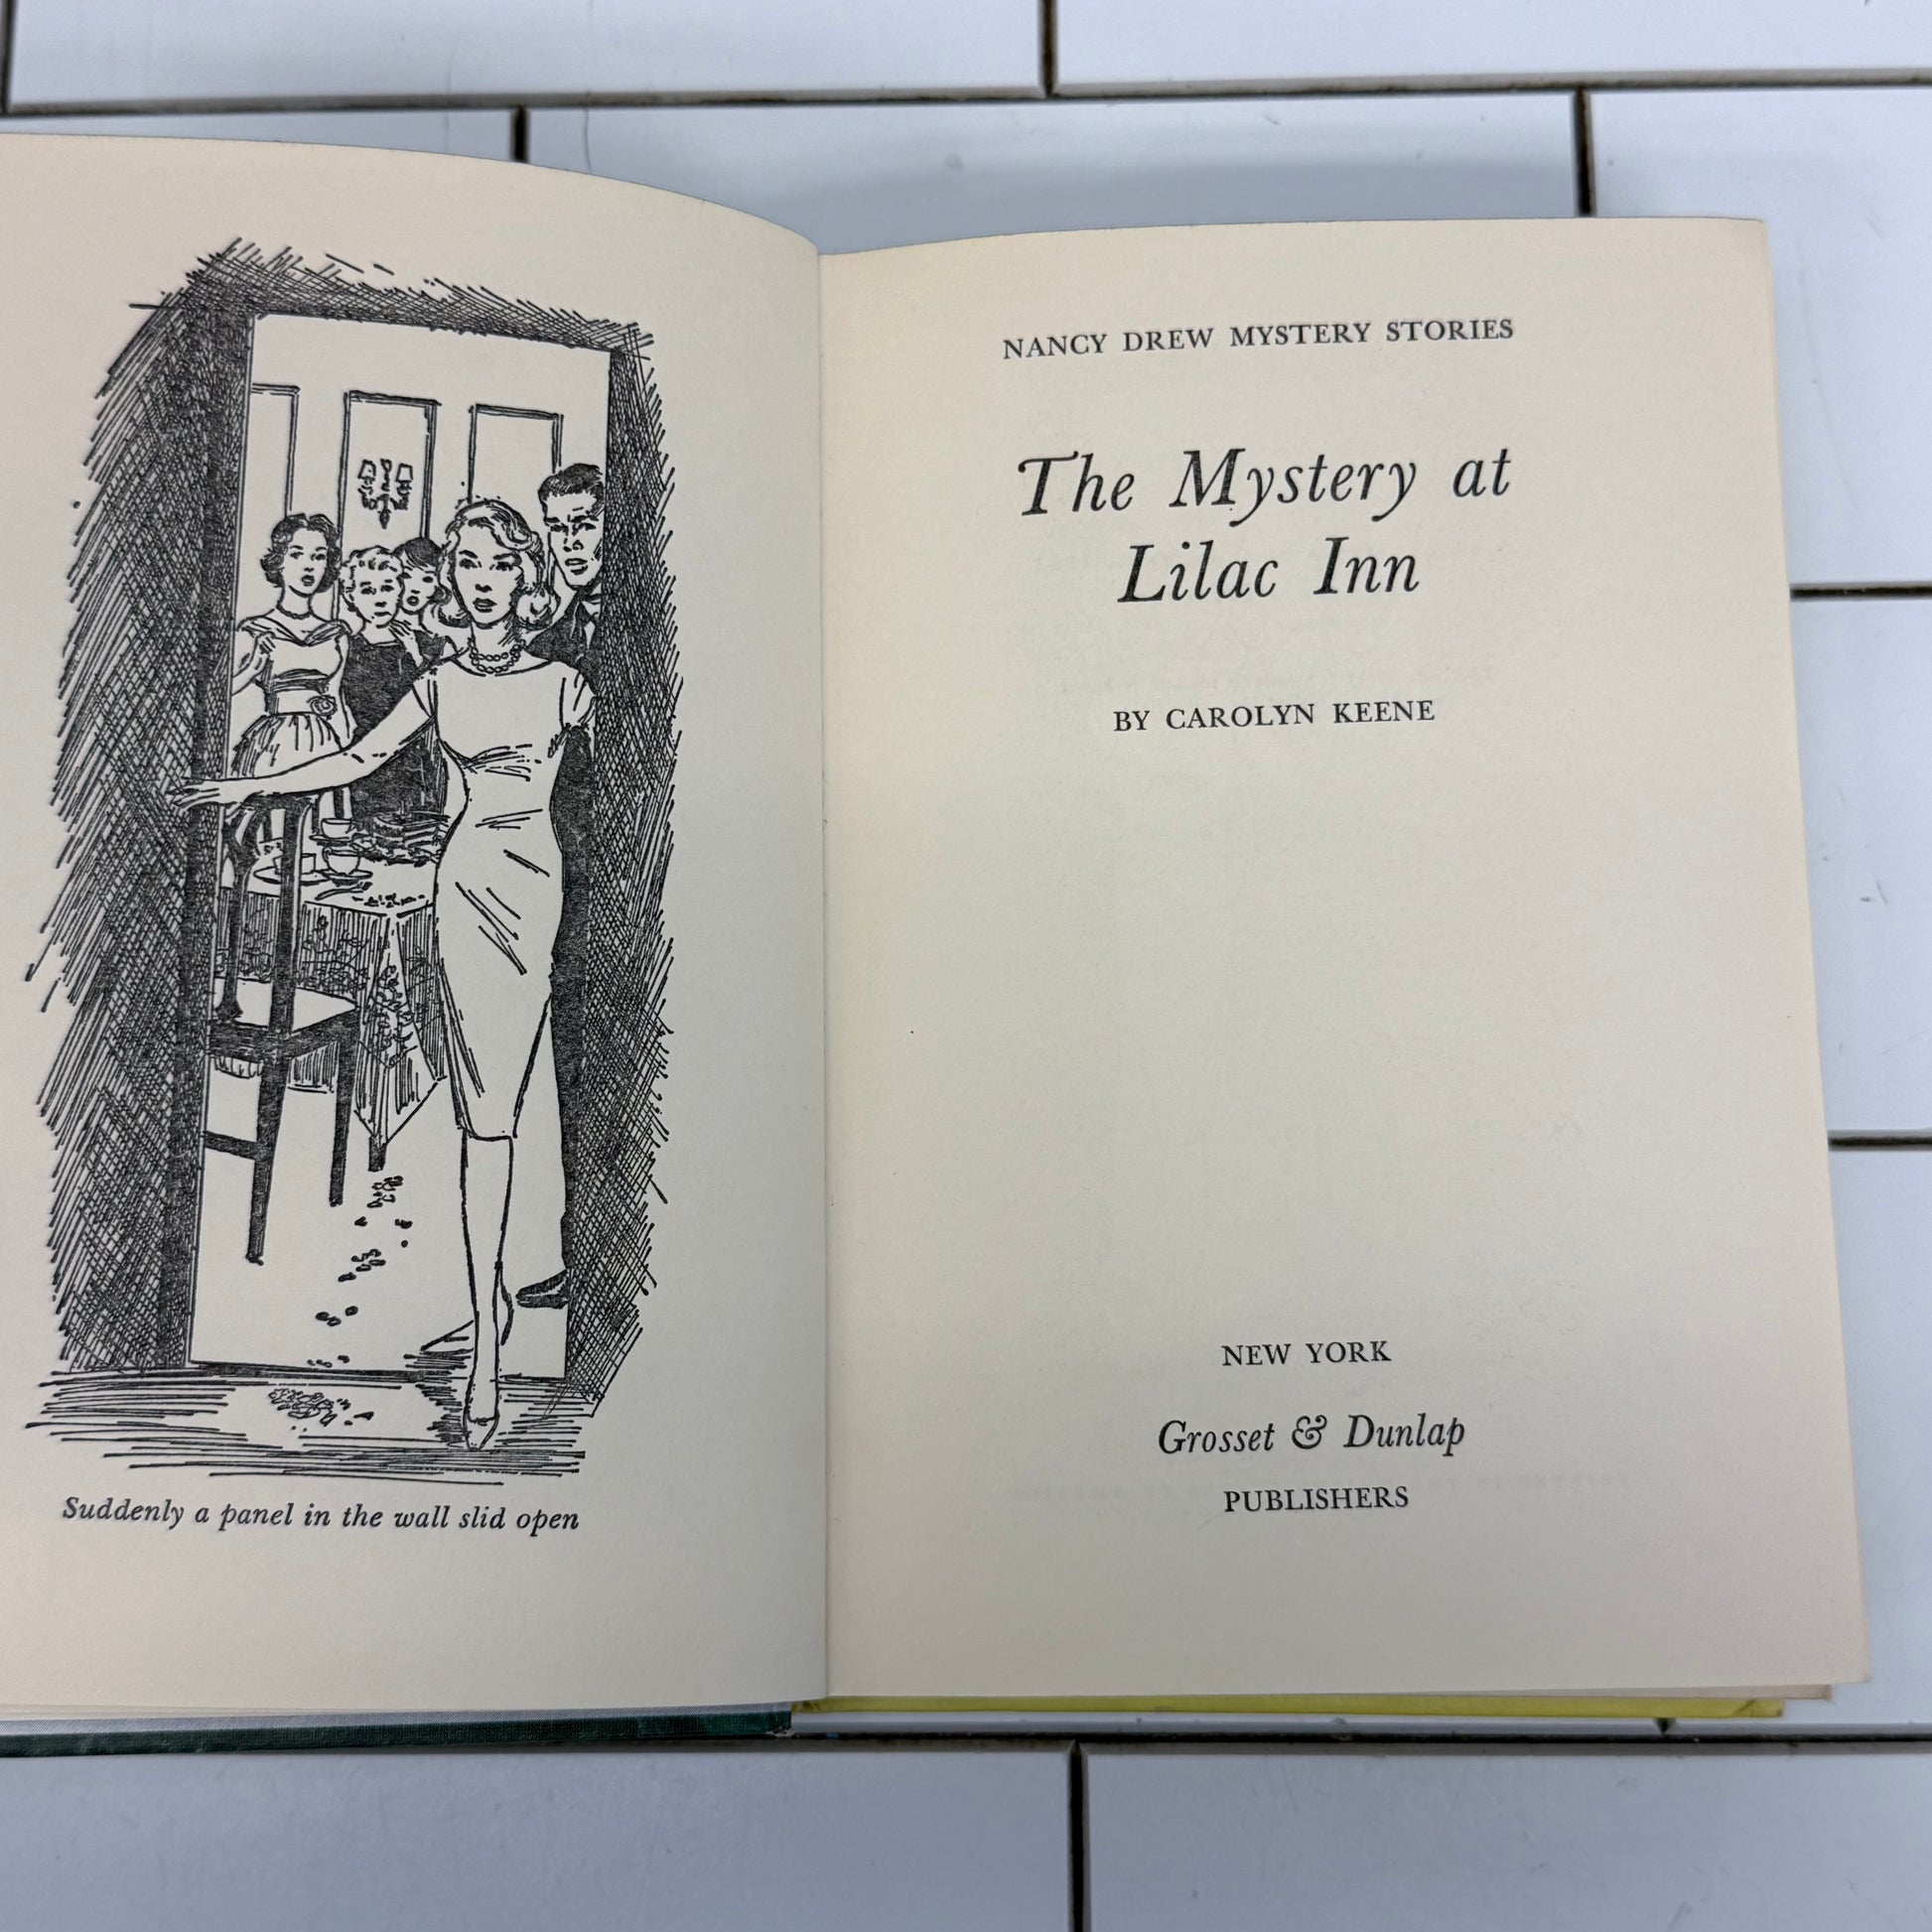 Suddenly a panel in the wall slid open
NANCY DREW MYSTERY STORIES
The Mystery at
Lilac Inn
BY CAROLYN KEENE
NEW YORK
Grosset & Dunlap
PUBLISHERS